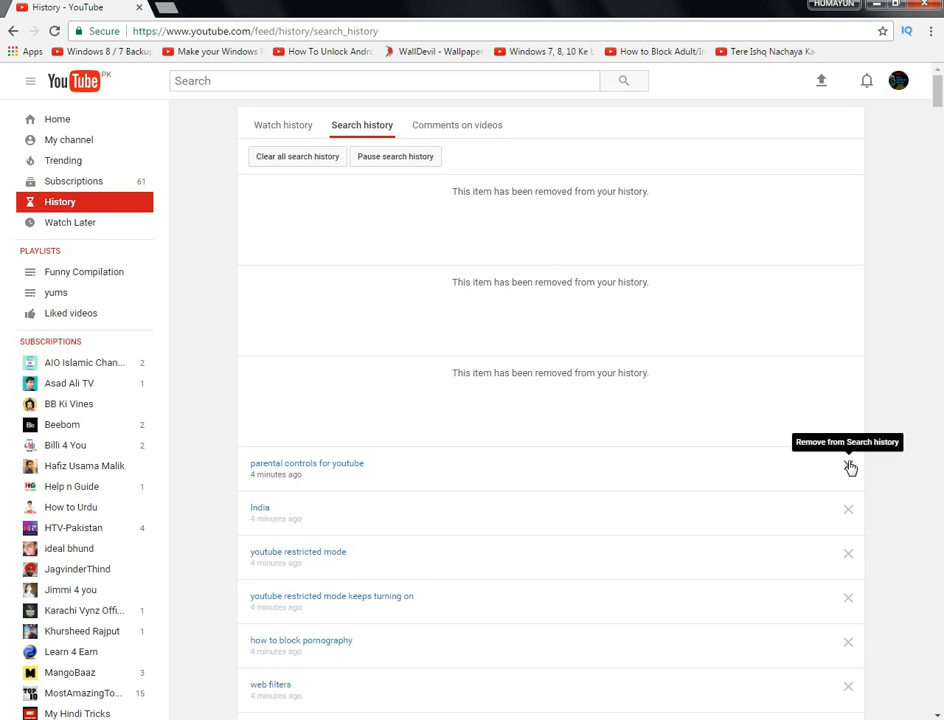 History - YouTube
HUMAYUN
Secure
https://www.youtube.com/feed/history/search_history
IQ
Apps
Windows 8 / 7 Backup
Make your Windows
How To Unlock Andro
WallDevil - Wallpaper
Windows 7, 8, 10 Ke
How to Block Adult/I
Tere Ishq Nachaya Ka
YouTube PK
Search
Home
My channel
Trending
Subscriptions 61
History
Watch Later
PLAYLISTS
Funny Compilation
yums
Liked videos
SUBSCRIPTIONS
AIO Islamic Chan... 2
Asad Ali TV 1
BB Ki Vines
Beebom 2
Billi 4 You 2
Hafiz Usama Malik
Help n Guide 1
How to Urdu
HTV-Pakistan 4
ideal bhund
JagvinderThind
Jimmi 4 you
Karachi Vynz Offi... 1
Khursheed Rajput 1
Learn 4 Earn
MangoBaaz 3
MostAmazingTo... 15
My Hindi Tricks
Watch history
Search history
Comments on videos
Clear all search history
Pause search history
This item has been removed from your history.
This item has been removed from your history.
This item has been removed from your history.
Remove from Search history
parental controls for youtube
4 minutes ago
India
4 minutes ago
youtube restricted mode
4 minutes ago
youtube restricted mode keeps turning on
4 minutes ago
how to block pornography
4 minutes ago
web filters
4 minutes ago